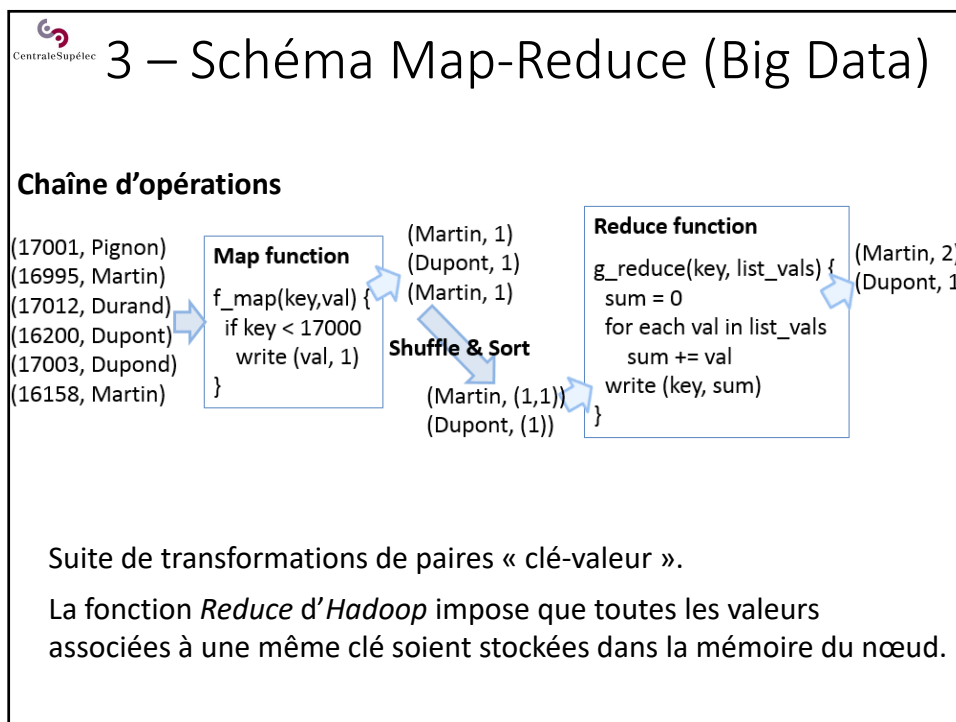 CentraleSupélec
3 – Schéma Map-Reduce (Big Data)
Chaîne d’opérations
(17001, Pignon)
(16995, Martin)
(17012, Durand)
(16200, Dupont)
(17003, Dupond)
(16158, Martin)
Map function
f_map(key,val) {
if key < 17000
write (val, 1)
}
(Martin, 1)
(Dupont, 1)
(Martin, 1)
Shuffle & Sort
(Martin, (1,1))
(Dupont, (1))
Reduce function
g_reduce(key, list_vals) {
sum = 0
for each val in list_vals
sum += val
write (key, sum)
}
(Martin, 2)
(Dupont, 1
Suite de transformations de paires « clé-valeur ».
La fonction Reduce d’Hadoop impose que toutes les valeurs
associées à une même clé soient stockées dans la mémoire du nœud.